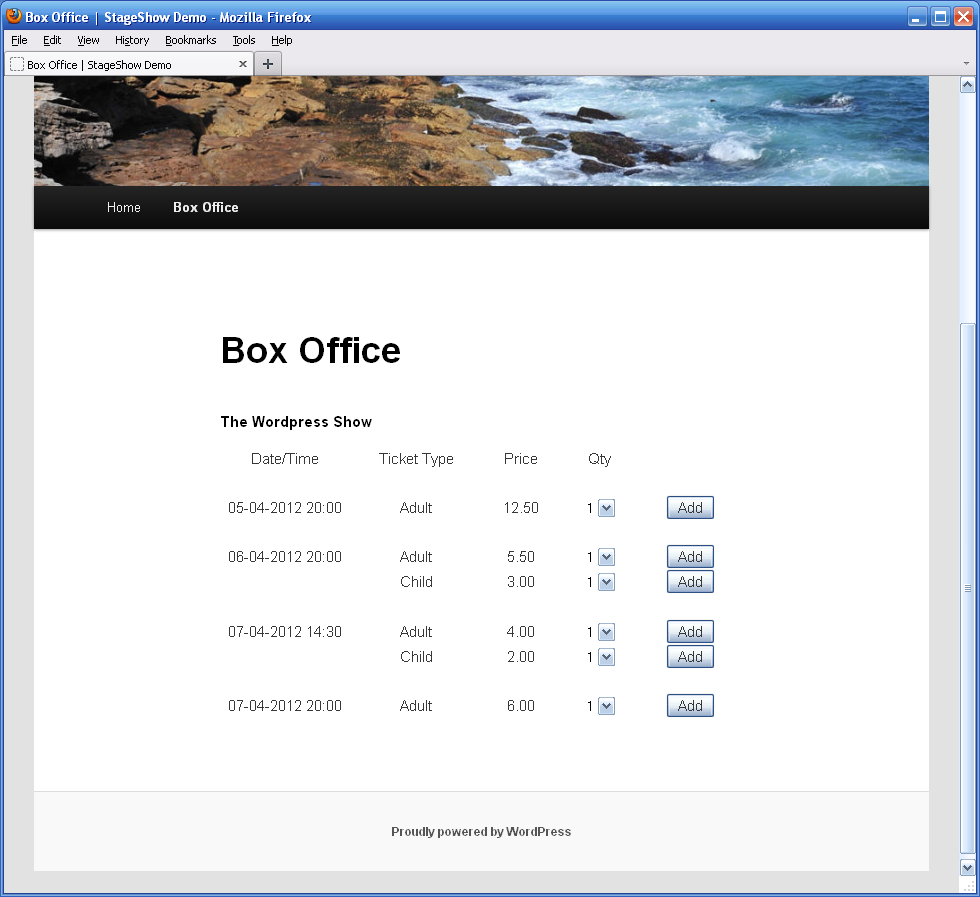 Box Office | StageShow Demo - Mozilla Firefox
File Edit View History Bookmarks Tools Help
Box Office | StageShow Demo
Home Box Office
Box Office
The Wordpress Show
Date/Time Ticket Type Price Qty
05-04-2012 20:00 Adult 12.50 1 Add
06-04-2012 20:00 Adult 5.50 1 Add
Child 3.00 1 Add
07-04-2012 14:30 Adult 4.00 1 Add
Child 2.00 1 Add
07-04-2012 20:00 Adult 6.00 1 Add
Proudly powered by WordPress